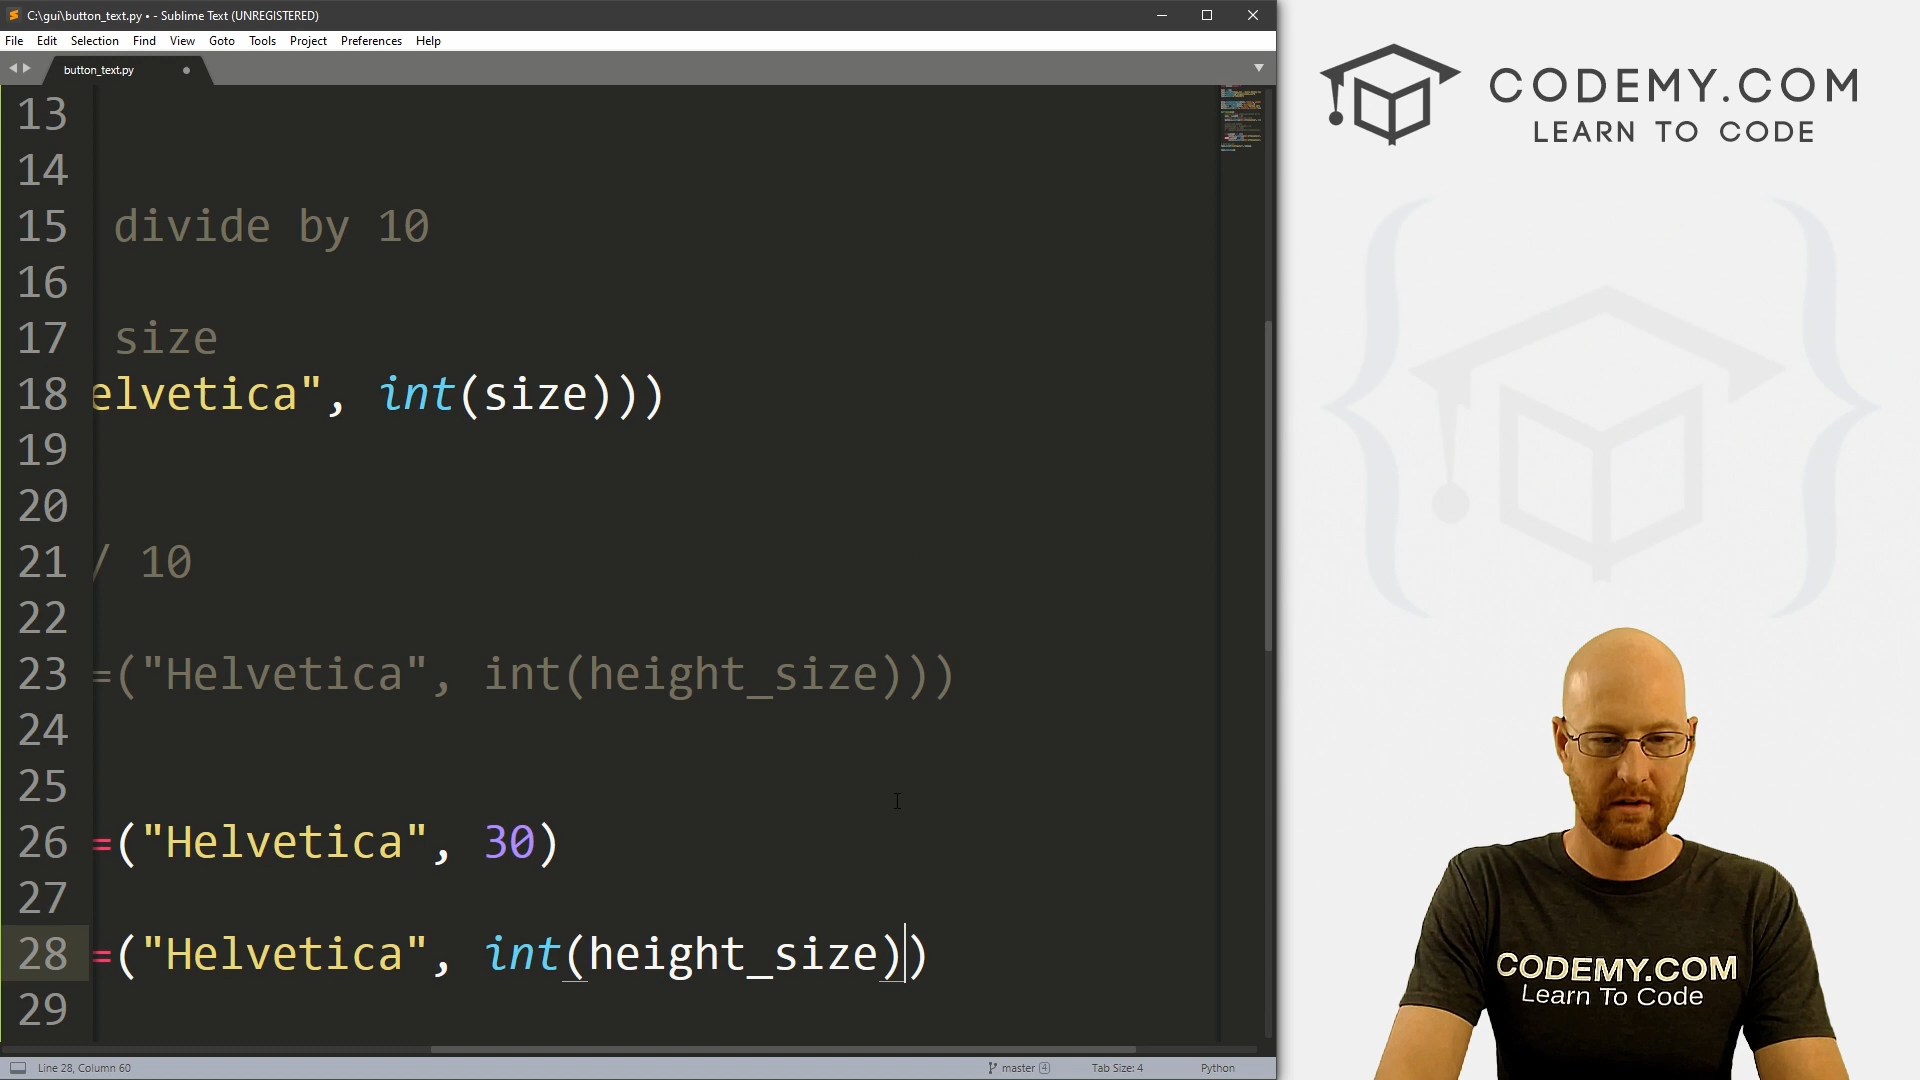 C:\gui\button_text.py • - Sublime Text (UNREGISTERED)
File Edit Selection Find View Goto Tools Project Preferences Help
button_text.py
13
14
15 divide by 10
16
17 size
18 elvetica", int(size)))
19
20
21 / 10
22
23 =("Helvetica", int(height_size)))
24
25
26 =("Helvetica", 30)
27
28 =("Helvetica", int(height_size))
29
Line 28, Column 60
master 4
Tab Size: 4
Python
CODEMY.COM
LEARN TO CODE
CODEMY.COM
Learn To Code